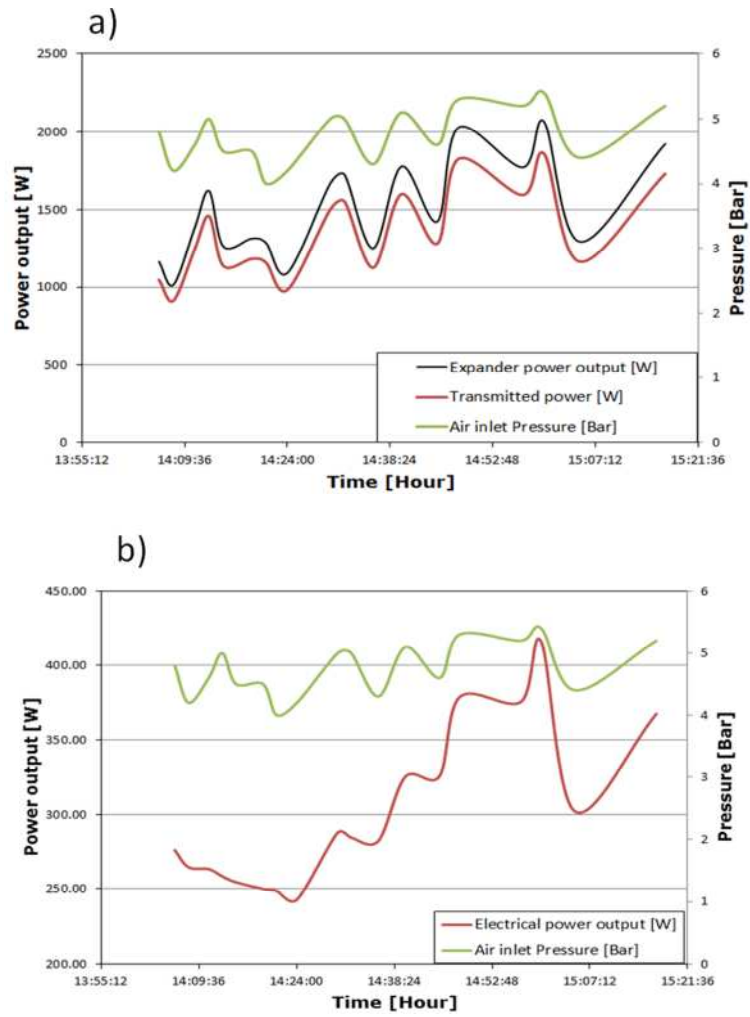 a)
2500
2000
1500
1000
500
0
Power output [W]
6
5
4
3
2
1
0
Pressure [Bar]
Expander power output [W]
Transmitted power [W]
Air inlet Pressure [Bar]
13:55:12 14:09:36 14:24:00 14:38:24 14:52:48 15:07:12 15:21:36
Time [Hour]
b)
450.00
400.00
350.00
300.00
250.00
200.00
Power output [W]
6
5
4
3
2
1
0
Pressure [Bar]
Electrical power output [W]
Air inlet Pressure [Bar]
13:55:12 14:09:36 14:24:00 14:38:24 14:52:48 15:07:12 15:21:36
Time [Hour]